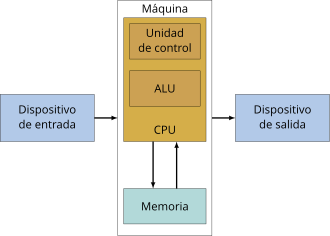 Máquina
Unidad
de control
ALU
CPU
Dispositivo
de entrada
Dispositivo
de salida
Memoria